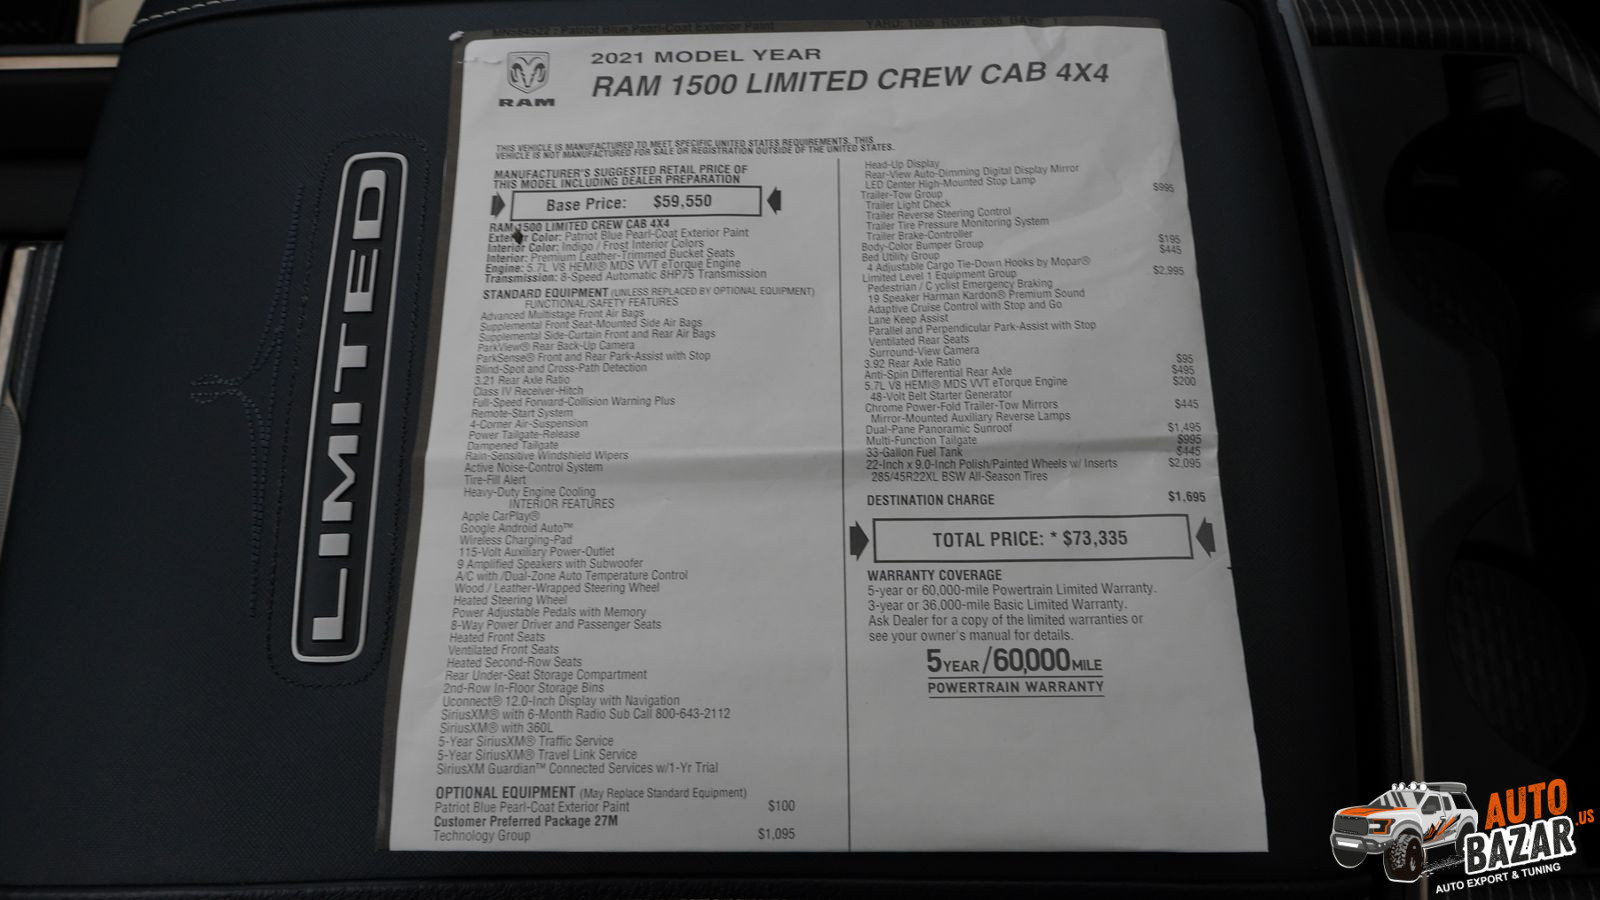 MN564522 : Patriot Blue Pearl-Coat Exterior Paint
YARD: 1095 ROW: 656 BAY: 1
RAM
2021 MODEL YEAR
RAM 1500 LIMITED CREW CAB 4X4
THIS VEHICLE IS MANUFACTURED TO MEET SPECIFIC UNITED STATES REQUIREMENTS. THIS
VEHICLE IS NOT MANUFACTURED FOR SALE OR REGISTRATION OUTSIDE OF THE UNITED STATES.
MANUFACTURER'S SUGGESTED RETAIL PRICE OF
THIS MODEL INCLUDING DEALER PREPARATION
Base Price: $59,550
RAM 1500 LIMITED CREW CAB 4X4
Exterior Color: Patriot Blue Pearl-Coat Exterior Paint
Interior Color: Indigo / Frost Interior Colors
Interior: Premium Leather-Trimmed Bucket Seats
Engine: 5.7L V8 HEMI® MDS VVT eTorque Engine
Transmission: 8-Speed Automatic 8HP75 Transmission
STANDARD EQUIPMENT (UNLESS REPLACED BY OPTIONAL EQUIPMENT)
FUNCTIONAL/SAFETY FEATURES
Advanced Multistage Front Air Bags
Supplemental Front Seat-Mounted Side Air Bags
Supplemental Side-Curtain Front and Rear Air Bags
ParkView® Rear Back-Up Camera
ParkSense® Front and Rear Park-Assist with Stop
Blind-Spot and Cross-Path Detection
3.21 Rear Axle Ratio
Class IV Receiver-Hitch
Full-Speed Forward-Collision Warning Plus
Remote-Start System
4-Corner Air-Suspension
Power Tailgate-Release
Dampened Tailgate
Rain-Sensitive Windshield Wipers
Active Noise-Control System
Tire-Fill Alert
Heavy-Duty Engine Cooling
INTERIOR FEATURES
Apple CarPlay®
Google Android Auto™
Wireless Charging-Pad
115-Volt Auxiliary Power-Outlet
9 Amplified Speakers with Subwoofer
A/C with /Dual-Zone Auto Temperature Control
Wood / Leather-Wrapped Steering Wheel
Heated Steering Wheel
Power Adjustable Pedals with Memory
8-Way Power Driver and Passenger Seats
Heated Front Seats
Ventilated Front Seats
Heated Second-Row Seats
Rear Under-Seat Storage Compartment
2nd-Row In-Floor Storage Bins
Uconnect® 12.0-Inch Display with Navigation
SiriusXM® with 6-Month Radio Sub Call 800-643-2112
SiriusXM® with 360L
5-Year SiriusXM® Traffic Service
5-Year SiriusXM® Travel Link Service
SiriusXM Guardian™ Connected Services w/1-Yr Trial
OPTIONAL EQUIPMENT (May Replace Standard Equipment)
Patriot Blue Pearl-Coat Exterior Paint $100
Customer Preferred Package 27M
Technology Group $1,095
Head-Up Display
Rear-View Auto-Dimming Digital Display Mirror
LED Center High-Mounted Stop Lamp
Trailer-Tow Group $995
Trailer Light Check
Trailer Reverse Steering Control
Trailer Tire Pressure Monitoring System
Trailer Brake-Controller
Body-Color Bumper Group $195
Bed Utility Group $445
4 Adjustable Cargo Tie-Down Hooks by Mopar®
Limited Level 1 Equipment Group $2,995
Pedestrian / Cyclist Emergency Braking
19 Speaker Harman Kardon® Premium Sound
Adaptive Cruise Control with Stop and Go
Lane Keep Assist
Parallel and Perpendicular Park-Assist with Stop
Ventilated Rear Seats
Surround-View Camera
3.92 Rear Axle Ratio $95
Anti-Spin Differential Rear Axle $495
5.7L V8 HEMI® MDS VVT eTorque Engine $200
48-Volt Belt Starter Generator
Chrome Power-Fold Trailer-Tow Mirrors $445
Mirror-Mounted Auxiliary Reverse Lamps
Dual-Pane Panoramic Sunroof $1,495
Multi-Function Tailgate $995
33-Gallon Fuel Tank $445
22-Inch x 9.0-Inch Polish/Painted Wheels w/ Inserts $2,095
285/45R22XL BSW All-Season Tires
DESTINATION CHARGE $1,695
TOTAL PRICE: * $73,335
WARRANTY COVERAGE
5-year or 60,000-mile Powertrain Limited Warranty.
3-year or 36,000-mile Basic Limited Warranty.
Ask Dealer for a copy of the limited warranties or
see your owner's manual for details.
5 YEAR / 60,000 MILE
POWERTRAIN WARRANTY
LIMITED
AUTO
BAZAR.US
AUTO EXPORT & TUNING